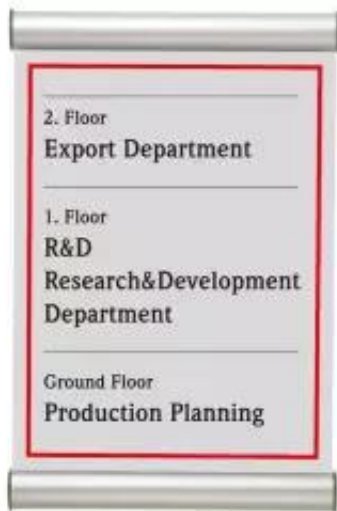 2. Floor
Export Department
1. Floor
R&D
Research&Development
Department
Ground Floor
Production Planning